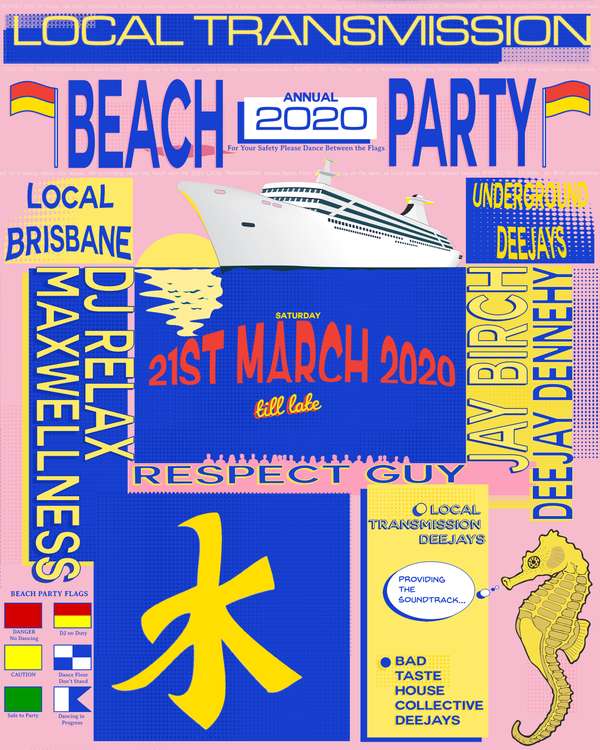 LOCAL TRANSMISSION
BEACH
ANNUAL
2020
PARTY
For Your Safety Please Dance Between the Flags
LOCAL
BRISBANE
UNDERGROUND
DEEJAYS
DJ RELAX
MAXWELLNESS
SATURDAY
21ST MARCH 2020
till late
JAY BIRCH
DEEJAY DENNEHY
RESPECT GUY
水
LOCAL
TRANSMISSION
DEEJAYS
PROVIDING
THE
SOUNDTRACK...
BAD
TASTE
HOUSE
COLLECTIVE
DEEJAYS
BEACH PARTY FLAGS
DANGER
No Dancing
DJ on Duty
CAUTION
Dance Floor
Don't Stand
Safe to Party
Dancing in
Progress